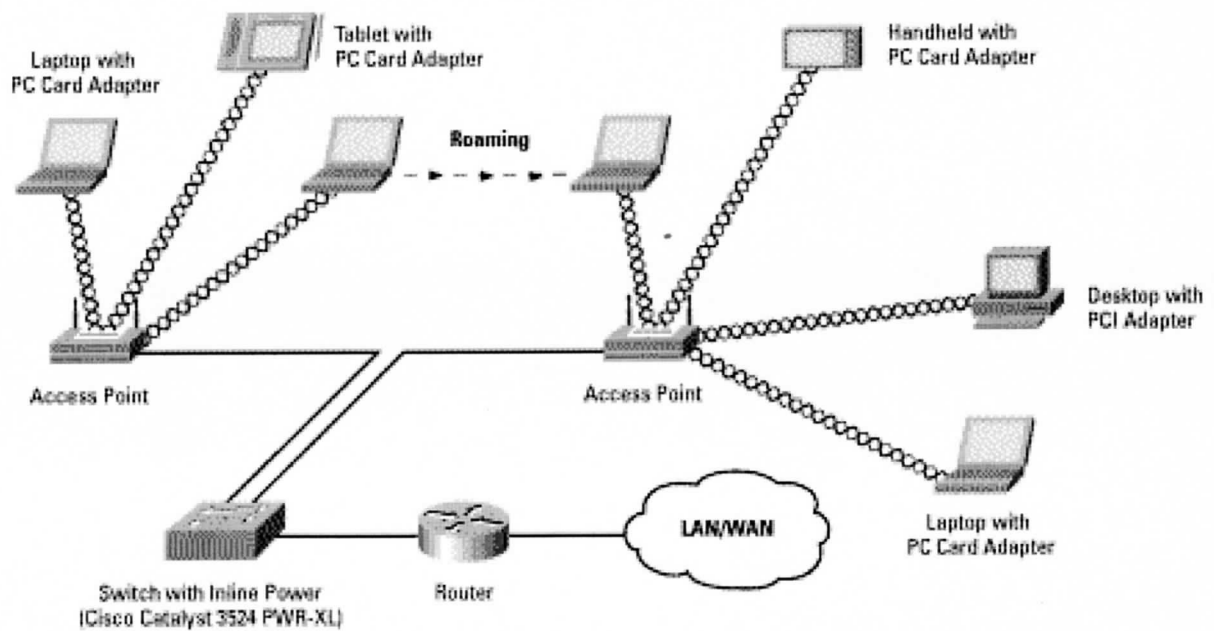 Tablet with
PC Card Adapter
Handheld with
PC Card Adapter
Laptop with
PC Card Adapter
Roaming
Desktop with
PCI Adapter
Access Point
Access Point
LAN/WAN
Laptop with
PC Card Adapter
Switch with Inline Power
(Cisco Catalyst 3524 PWR-XL)
Router